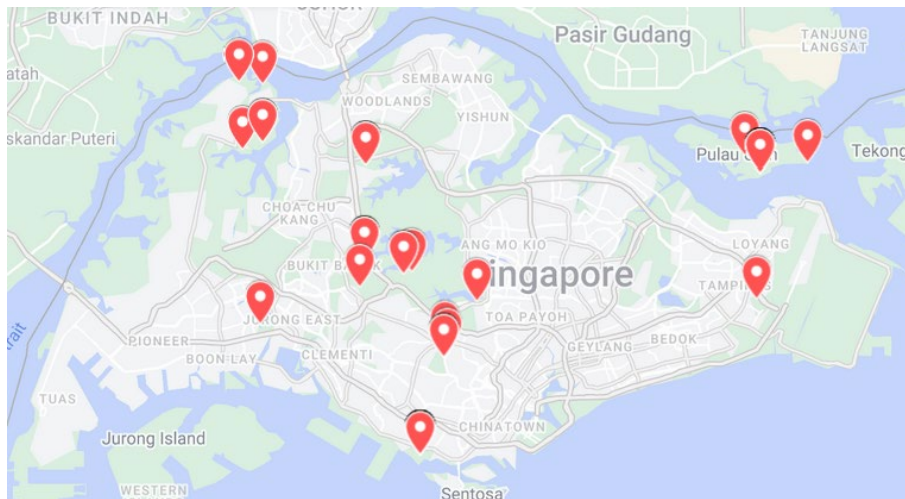 BUKIT INDAH
Pasir Gudang
TANJUNG
LANGSAT
atah
SEMBAWANG
WOODLANDS
YISHUN
skandar Puteri
Pulau
Tekong
CHOA CHU
KANG
ANG MO KIO
LOYANG
BUKIT
ingapore
JURONG EAST
TOA PAYOH
PIONEER
GEYLANG
BEDOK
BOON LAY
CLEMENTI
trait
TUAS
CHINATOWN
Jurong Island
WESTERN
Sentosa